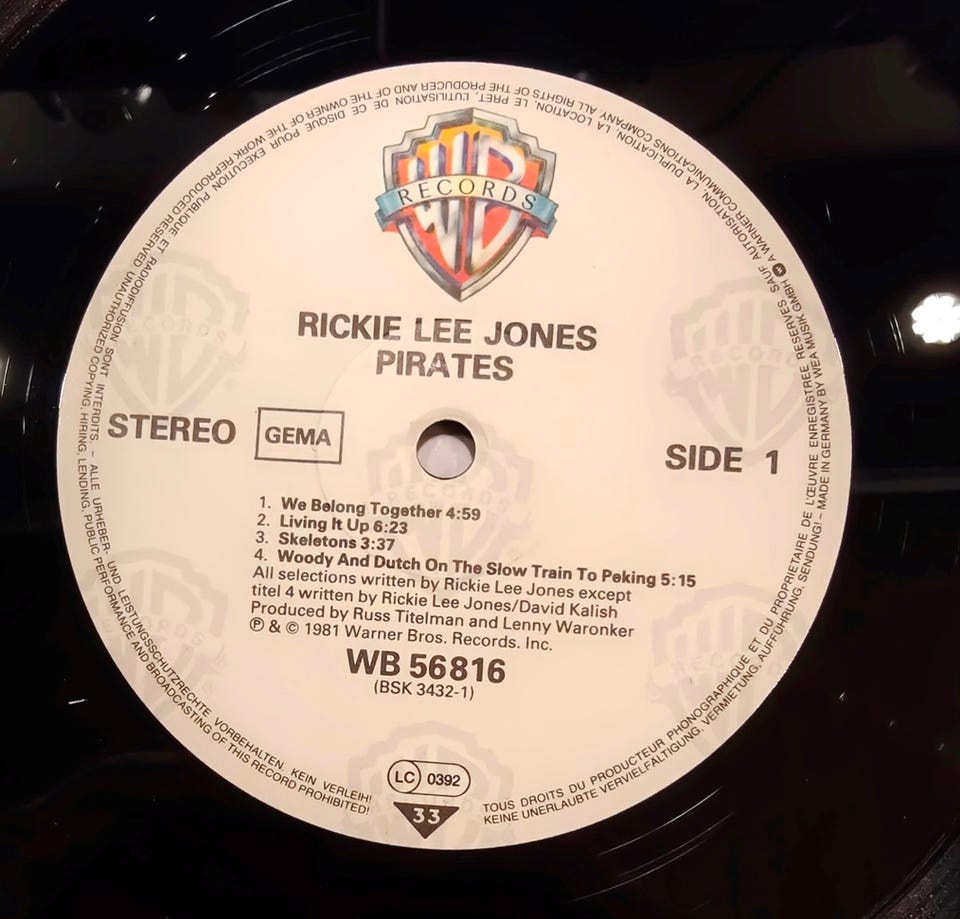 WB
RECORDS
RICKIE LEE JONES
PIRATES
STEREO
GEMA
SIDE 1
1. We Belong Together 4:59
2. Living It Up 6:23
3. Skeletons 3:37
4. Woody And Dutch On The Slow Train To Peking 5:15
All selections written by Rickie Lee Jones except
titel 4 written by Rickie Lee Jones/David Kalish
Produced by Russ Titelman and Lenny Waronker
℗ & © 1981 Warner Bros. Records. Inc.
WB 56816
(BSK 3432-1)
LC 0392
33
TOUS DROITS DU PRODUCTEUR PHONOGRAPHIQUE ET DU PROPRIETAIRE DE L'ŒUVRE ENREGISTREE RESERVES. SAUF AUTORISATION, LA DUPLICATION, LA LOCATION, LE PRET, L'UTILISATION DE CE DISQUE POUR EXECUTION PUBLIQUE ET RADIODIFFUSION SONT INTERDITS. – ALLE URHEBER- UND LEISTUNGSSCHUTZRECHTE VORBEHALTEN. KEIN VERLEIH!
KEINE UNERLAUBTE VERVIELFÄLTIGUNG, VERMIETUNG, AUFFÜHRUNG, SENDUNG! – MADE IN GERMANY BY WEA MUSIK GMBH A WARNER COMMUNICATIONS COMPANY. ALL RIGHTS OF THE PRODUCER AND OF THE OWNER OF THE WORK REPRODUCED RESERVED. UNAUTHORIZED COPYING, HIRING, LENDING, PUBLIC PERFORMANCE AND BROADCASTING OF THIS RECORD PROHIBITED!